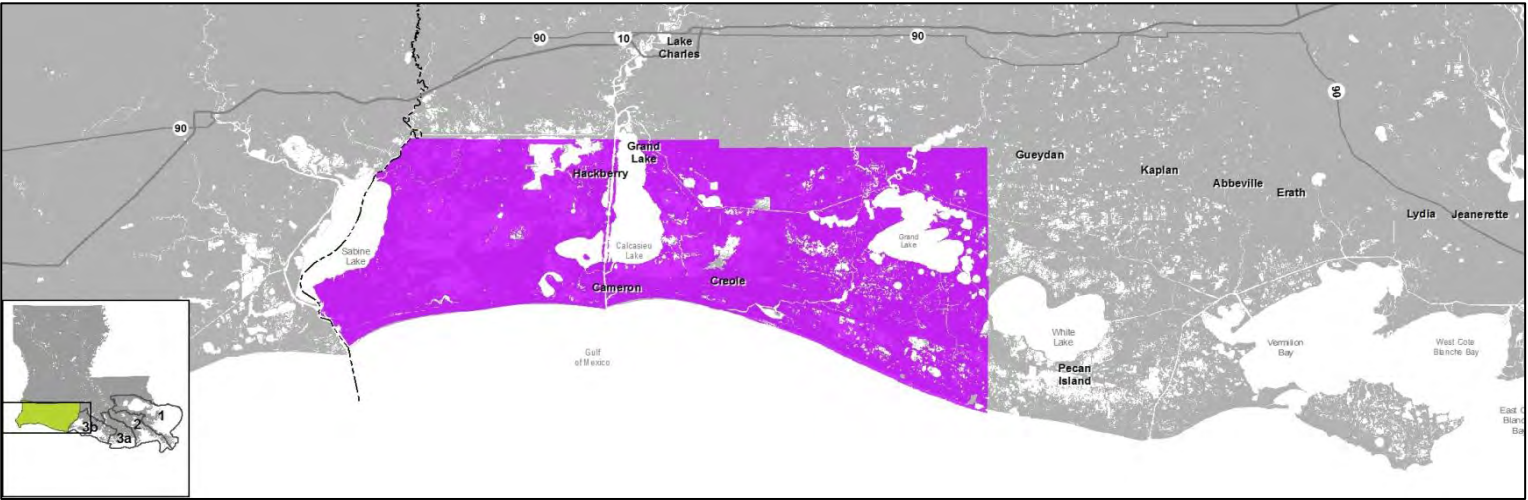 90
10
90
Lake
Charles
90
90
Grand
Lake
Hackberry
Gueydan
Kaplan
Abbeville
Erath
Lydia
Jeanerette
Sabine
Lake
Calcasieu
Lake
Grand
Lake
Cameron
Creole
White
Lake
Vermilion
Bay
West Cote
Blanche Bay
Gulf
of Mexico
Pecan
Island
1
2
3b
3a